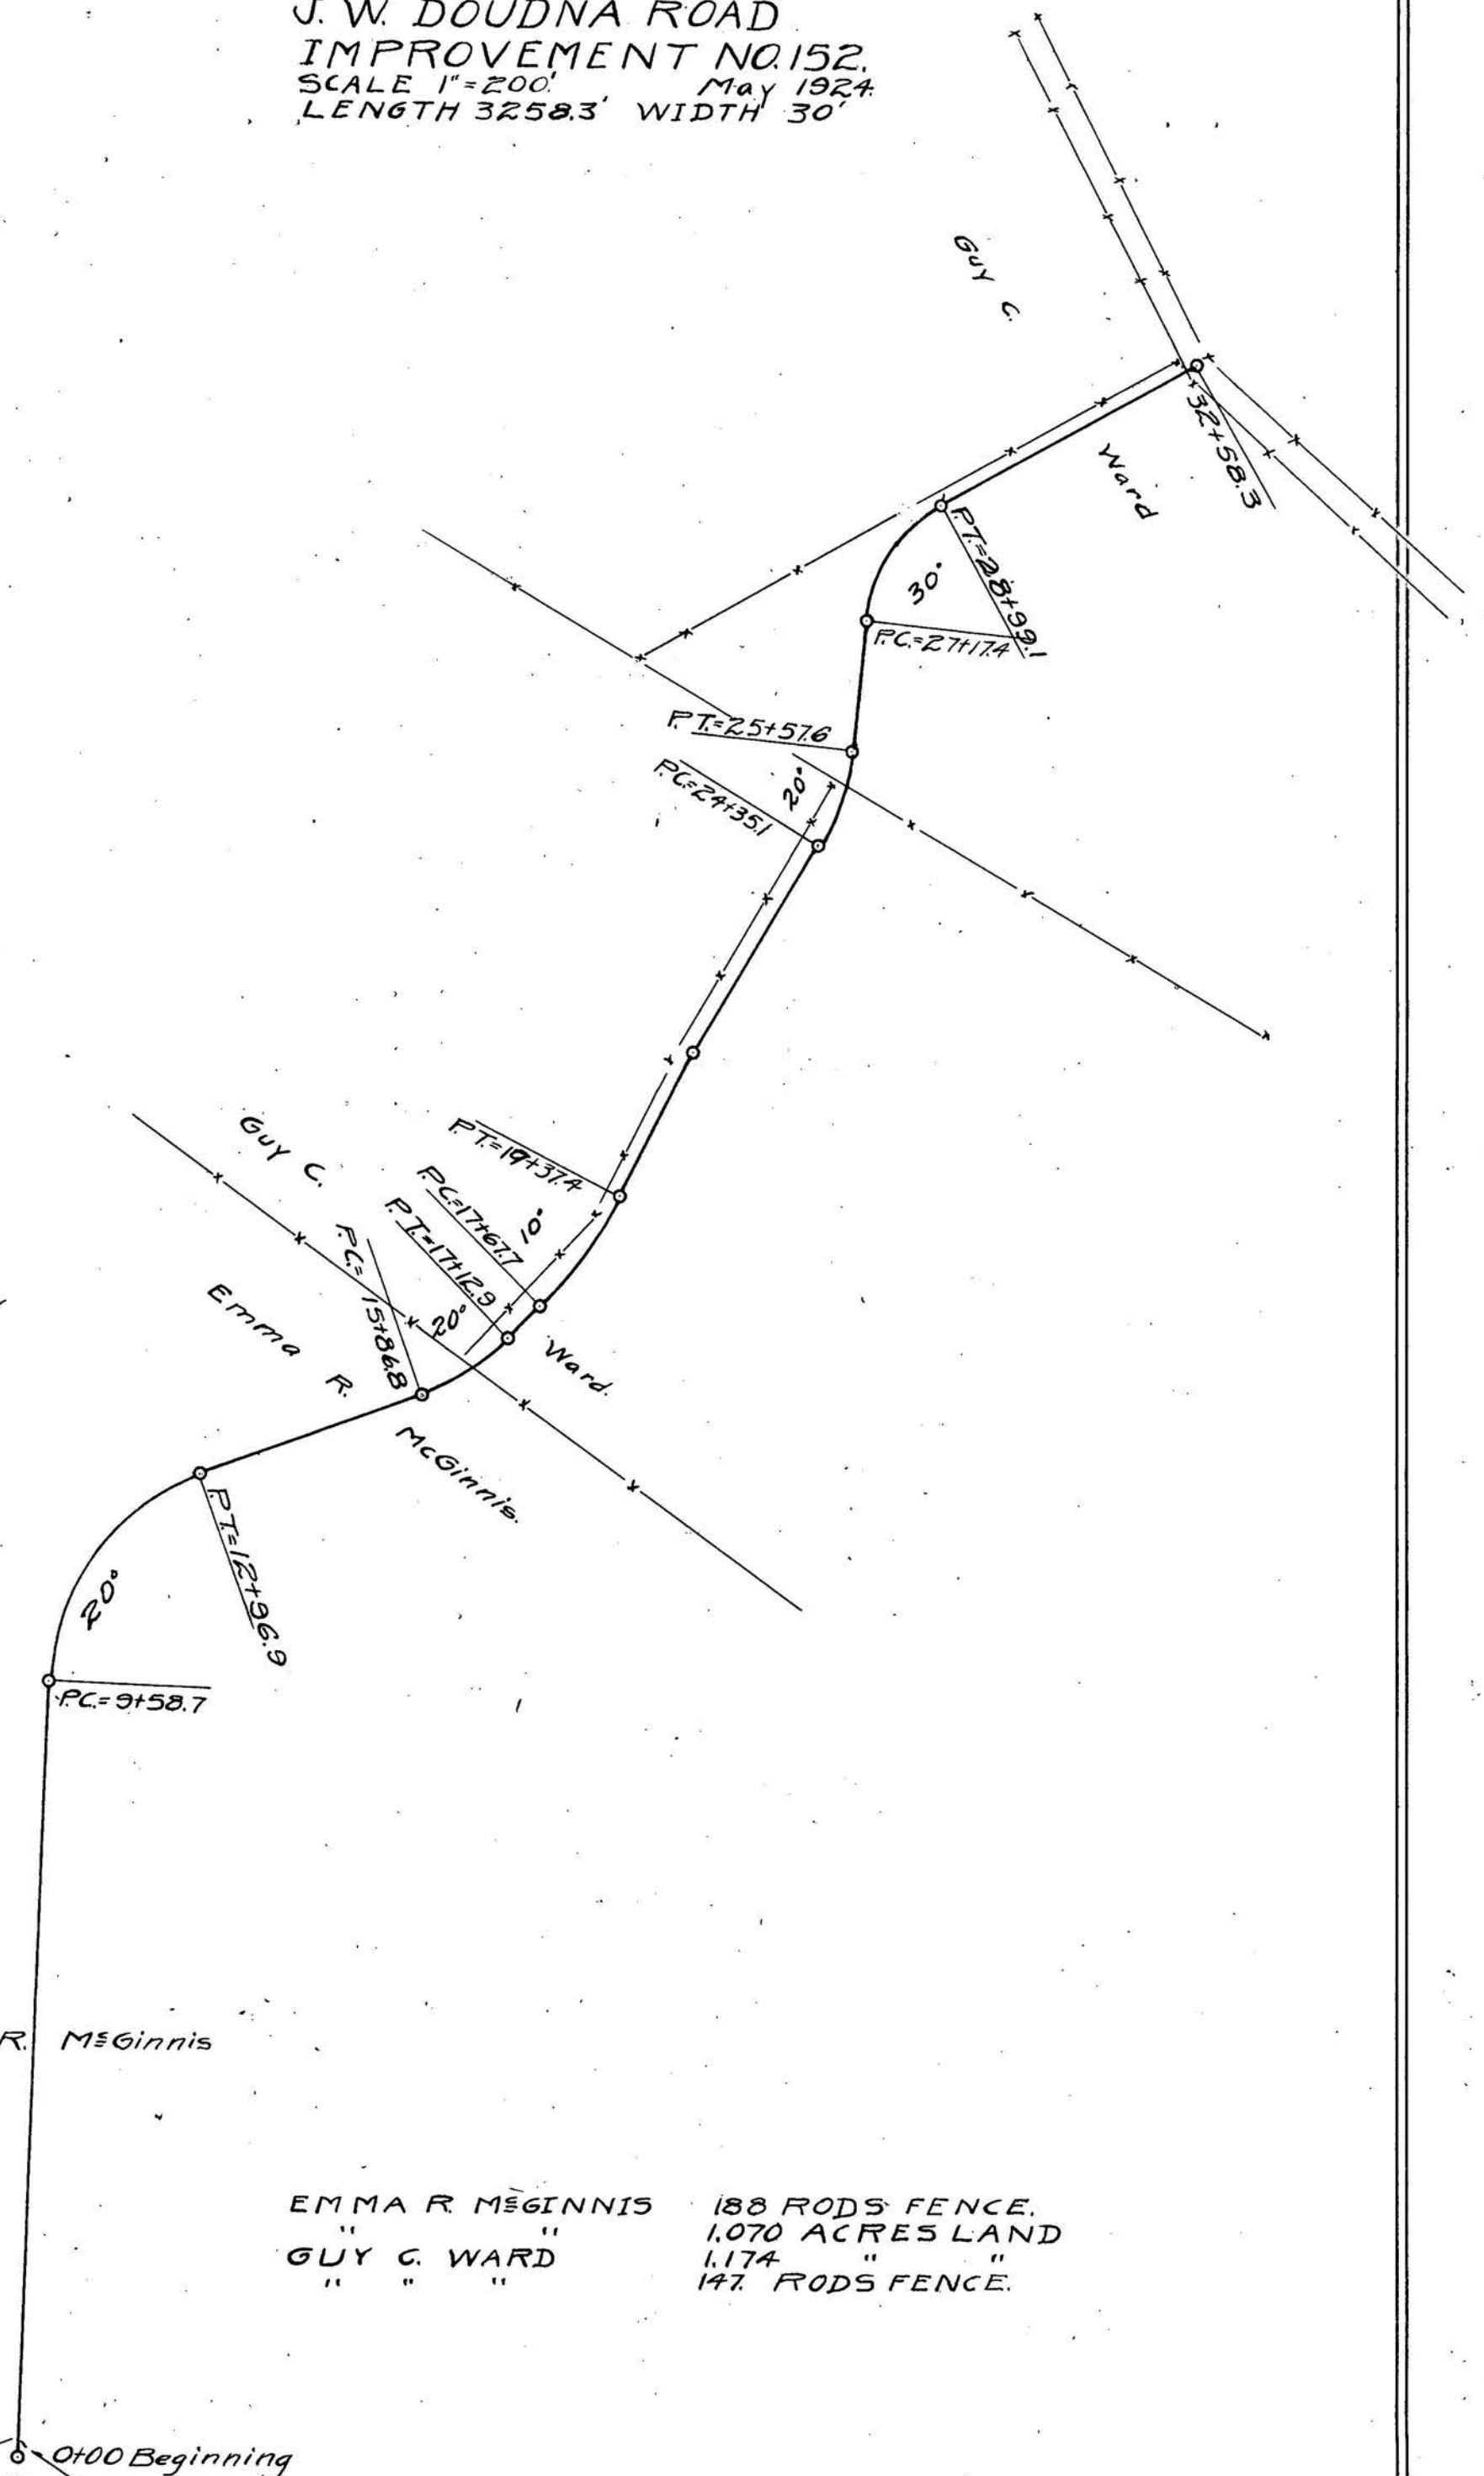 J. W. DOUDNA ROAD
IMPROVEMENT NO. 152.
SCALE 1"=200' May 1924.
LENGTH 3258.3' WIDTH 30'
GUY C.
Ward
32+58.3
P.T.=28+99.1
30°
P.C.=27+17.4
P.T.=25+57.6
P.C.=24+35.1
20°
GUY C.
P.T.=19+37.4
P.C.=17+67.7
10°
P.T.=17+12.9
P.C.=15+86.8
20°
Ward.
Emma R.
McGinnis.
P.T.=12+96.9
20°
P.C.=9+58.7
R. McGinnis
EMMA R. McGINNIS 188 RODS FENCE.
" " 1.070 ACRES LAND
GUY C. WARD 1.174 " "
" " " 147. RODS FENCE.
0+00 Beginning